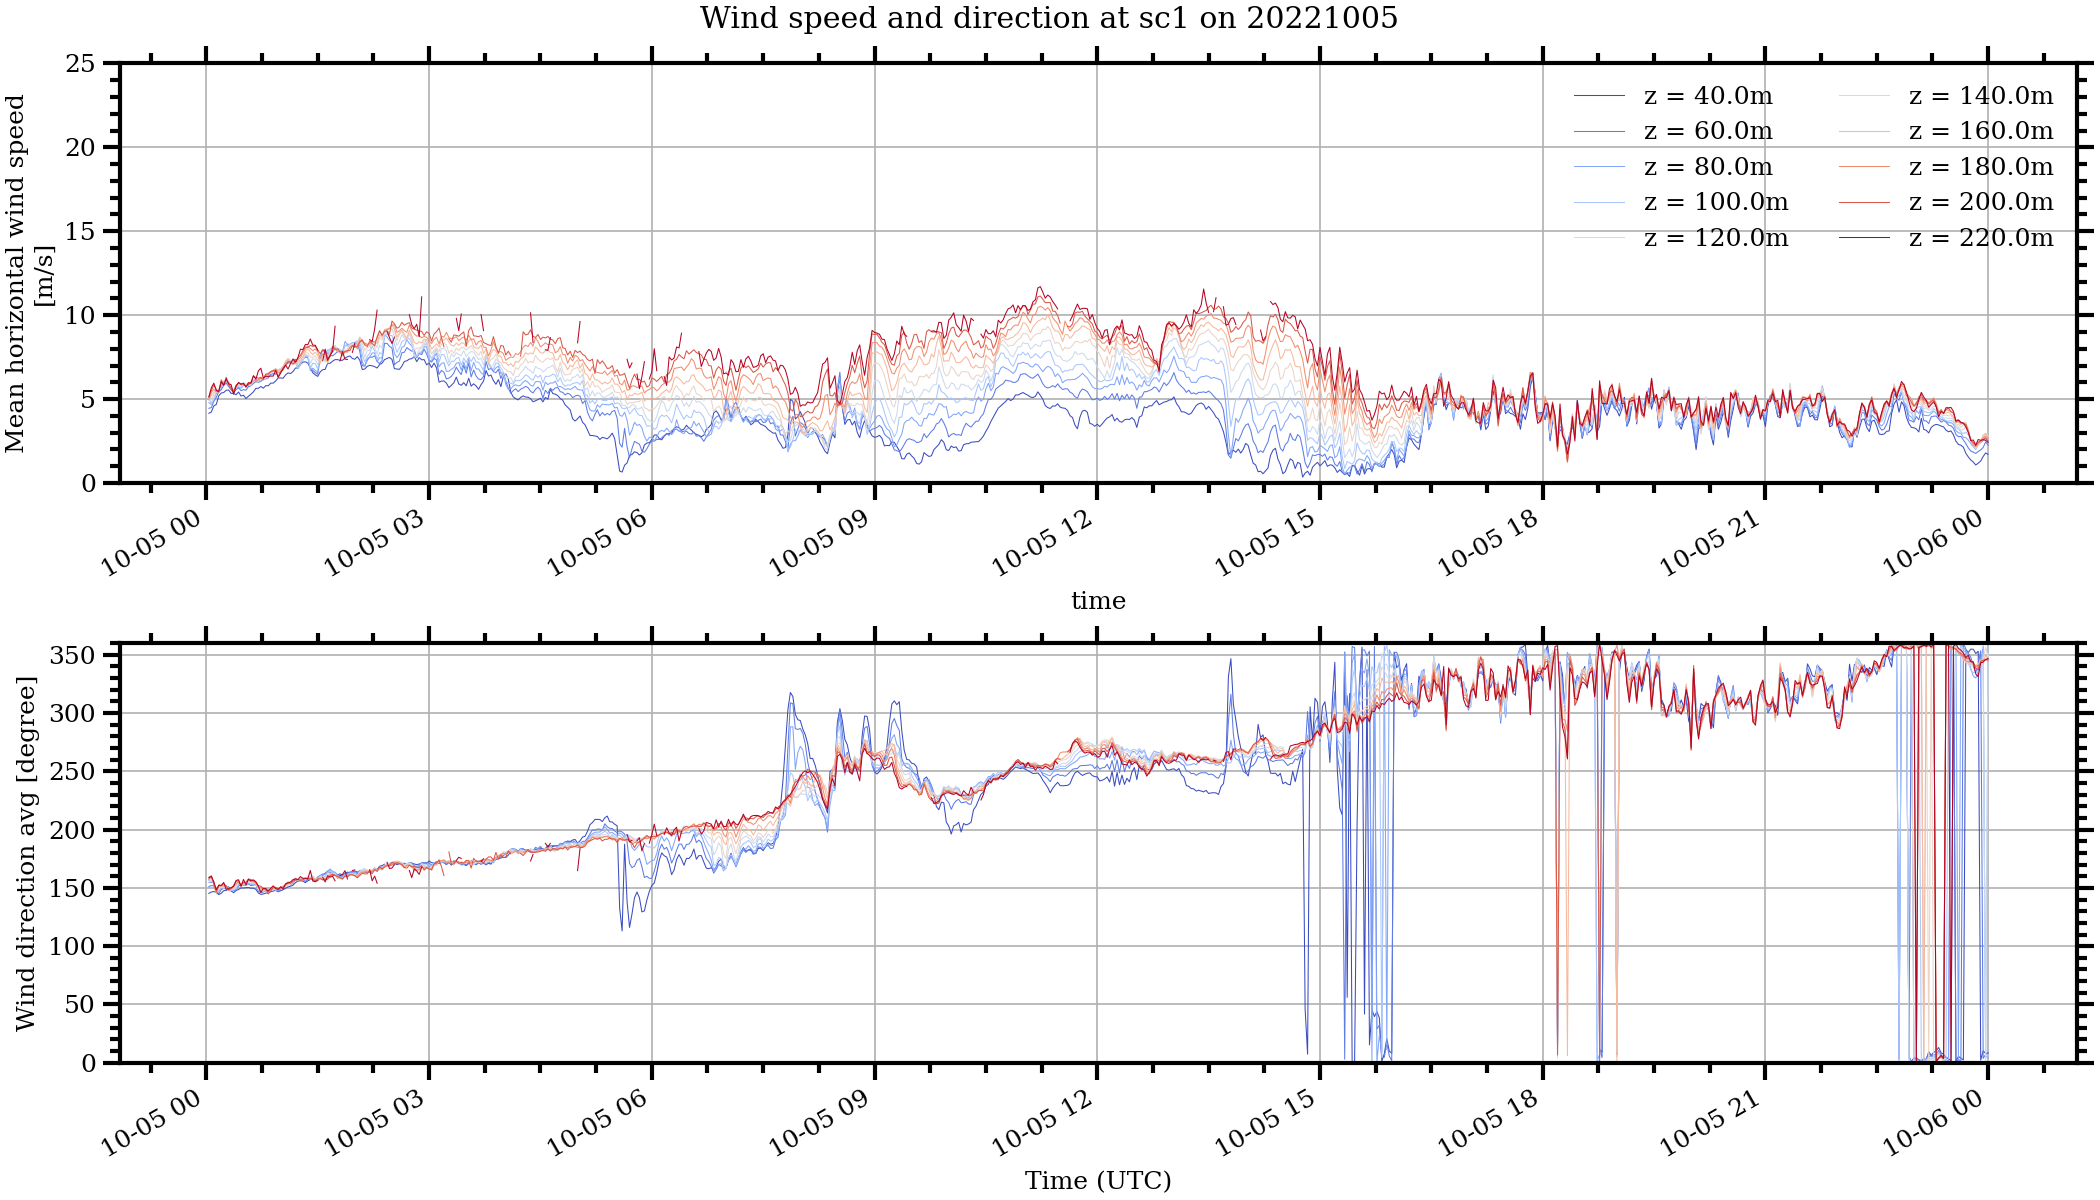 Wind speed and direction at sc1 on 20221005
Mean horizontal wind speed
[m/s]
25
20
15
10
5
0
z = 40.0m
z = 60.0m
z = 80.0m
z = 100.0m
z = 120.0m
z = 140.0m
z = 160.0m
z = 180.0m
z = 200.0m
z = 220.0m
10-05 00
10-05 03
10-05 06
10-05 09
10-05 12
10-05 15
10-05 18
10-05 21
10-06 00
time
Wind direction avg [degree]
350
300
250
200
150
100
50
0
10-05 00
10-05 03
10-05 06
10-05 09
10-05 12
10-05 15
10-05 18
10-05 21
10-06 00
Time (UTC)